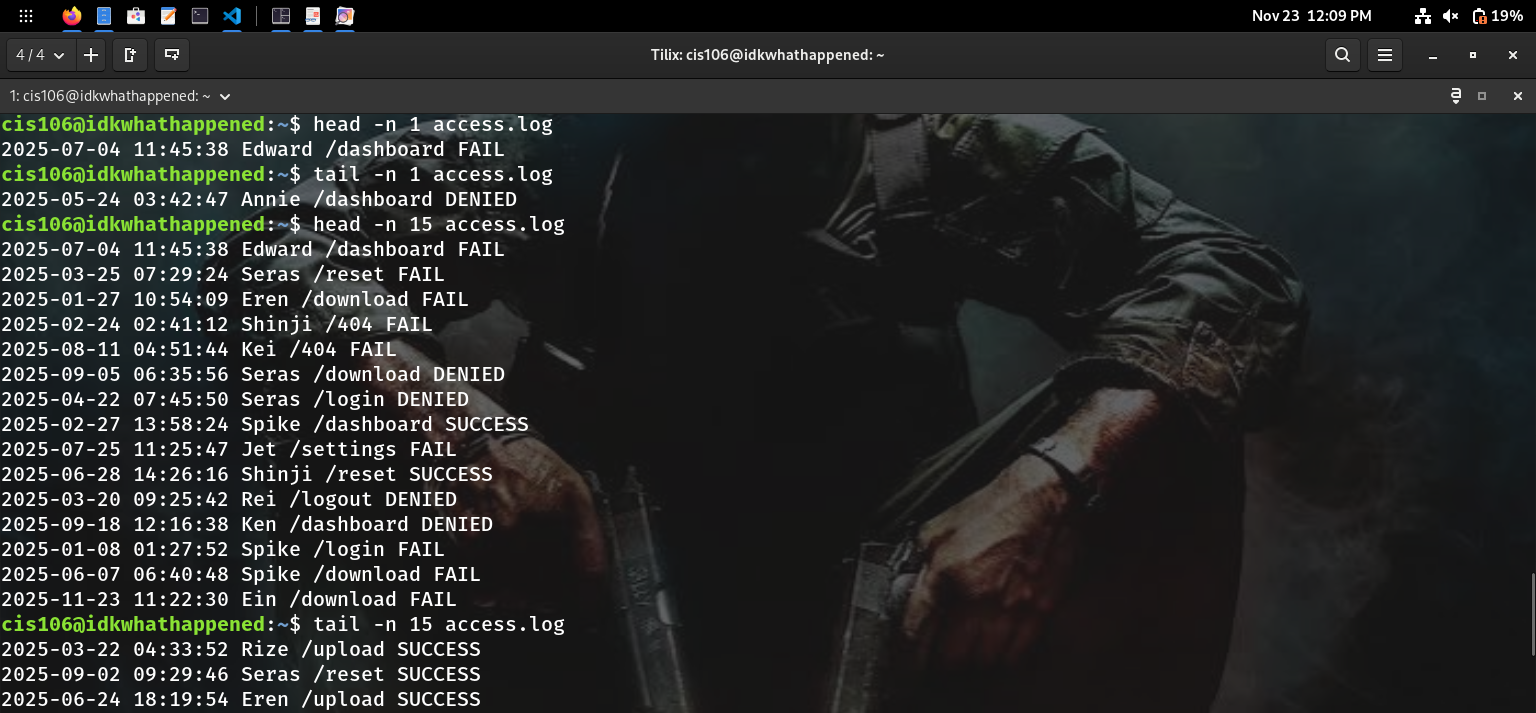 Nov 23 12:09 PM
19%
4 / 4
Tilix: cis106@idkwhathappened: ~
1: cis106@idkwhathappened: ~
cis106@idkwhathappened:~$ head -n 1 access.log
2025-07-04 11:45:38 Edward /dashboard FAIL
cis106@idkwhathappened:~$ tail -n 1 access.log
2025-05-24 03:42:47 Annie /dashboard DENIED
cis106@idkwhathappened:~$ head -n 15 access.log
2025-07-04 11:45:38 Edward /dashboard FAIL
2025-03-25 07:29:24 Seras /reset FAIL
2025-01-27 10:54:09 Eren /download FAIL
2025-02-24 02:41:12 Shinji /404 FAIL
2025-08-11 04:51:44 Kei /404 FAIL
2025-09-05 06:35:56 Seras /download DENIED
2025-04-22 07:45:50 Seras /login DENIED
2025-02-27 13:58:24 Spike /dashboard SUCCESS
2025-07-25 11:25:47 Jet /settings FAIL
2025-06-28 14:26:16 Shinji /reset SUCCESS
2025-03-20 09:25:42 Rei /logout DENIED
2025-09-18 12:16:38 Ken /dashboard DENIED
2025-01-08 01:27:52 Spike /login FAIL
2025-06-07 06:40:48 Spike /download FAIL
2025-11-23 11:22:30 Ein /download FAIL
cis106@idkwhathappened:~$ tail -n 15 access.log
2025-03-22 04:33:52 Rize /upload SUCCESS
2025-09-02 09:29:46 Seras /reset SUCCESS
2025-06-24 18:19:54 Eren /upload SUCCESS